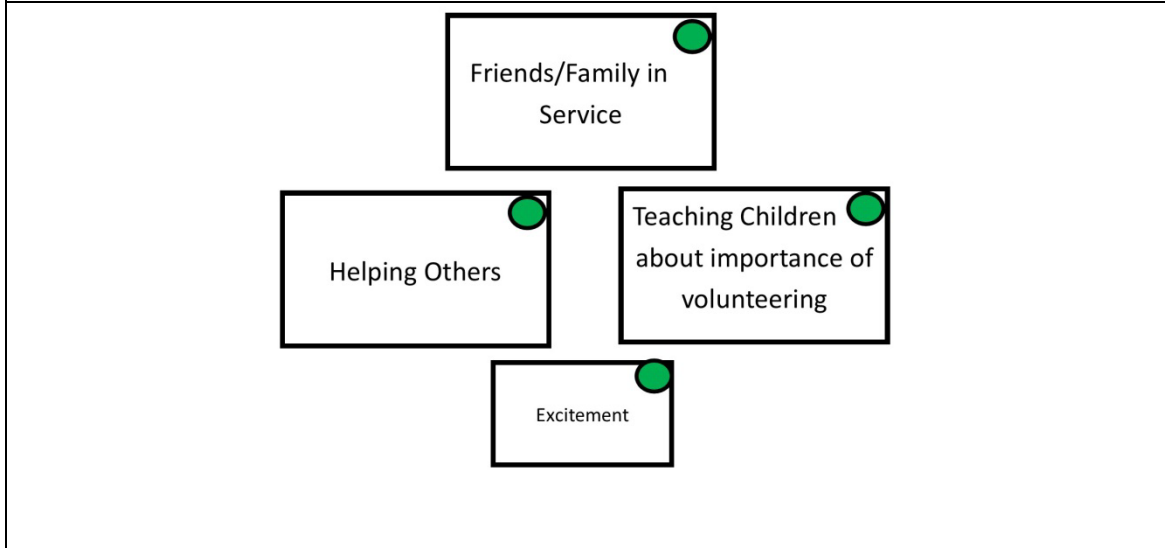 Friends/Family in
Service
Helping Others
Teaching Children
about importance of
volunteering
Excitement